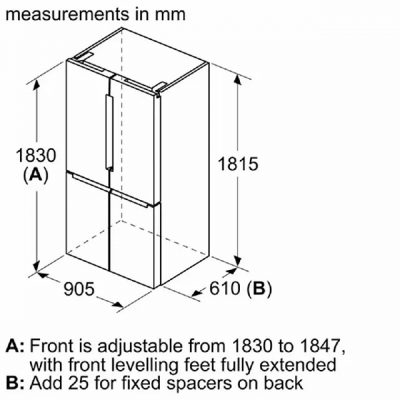 measurements in mm
1830
(A)
1815
905
610 (B)
A: Front is adjustable from 1830 to 1847,
with front levelling feet fully extended
B: Add 25 for fixed spacers on back